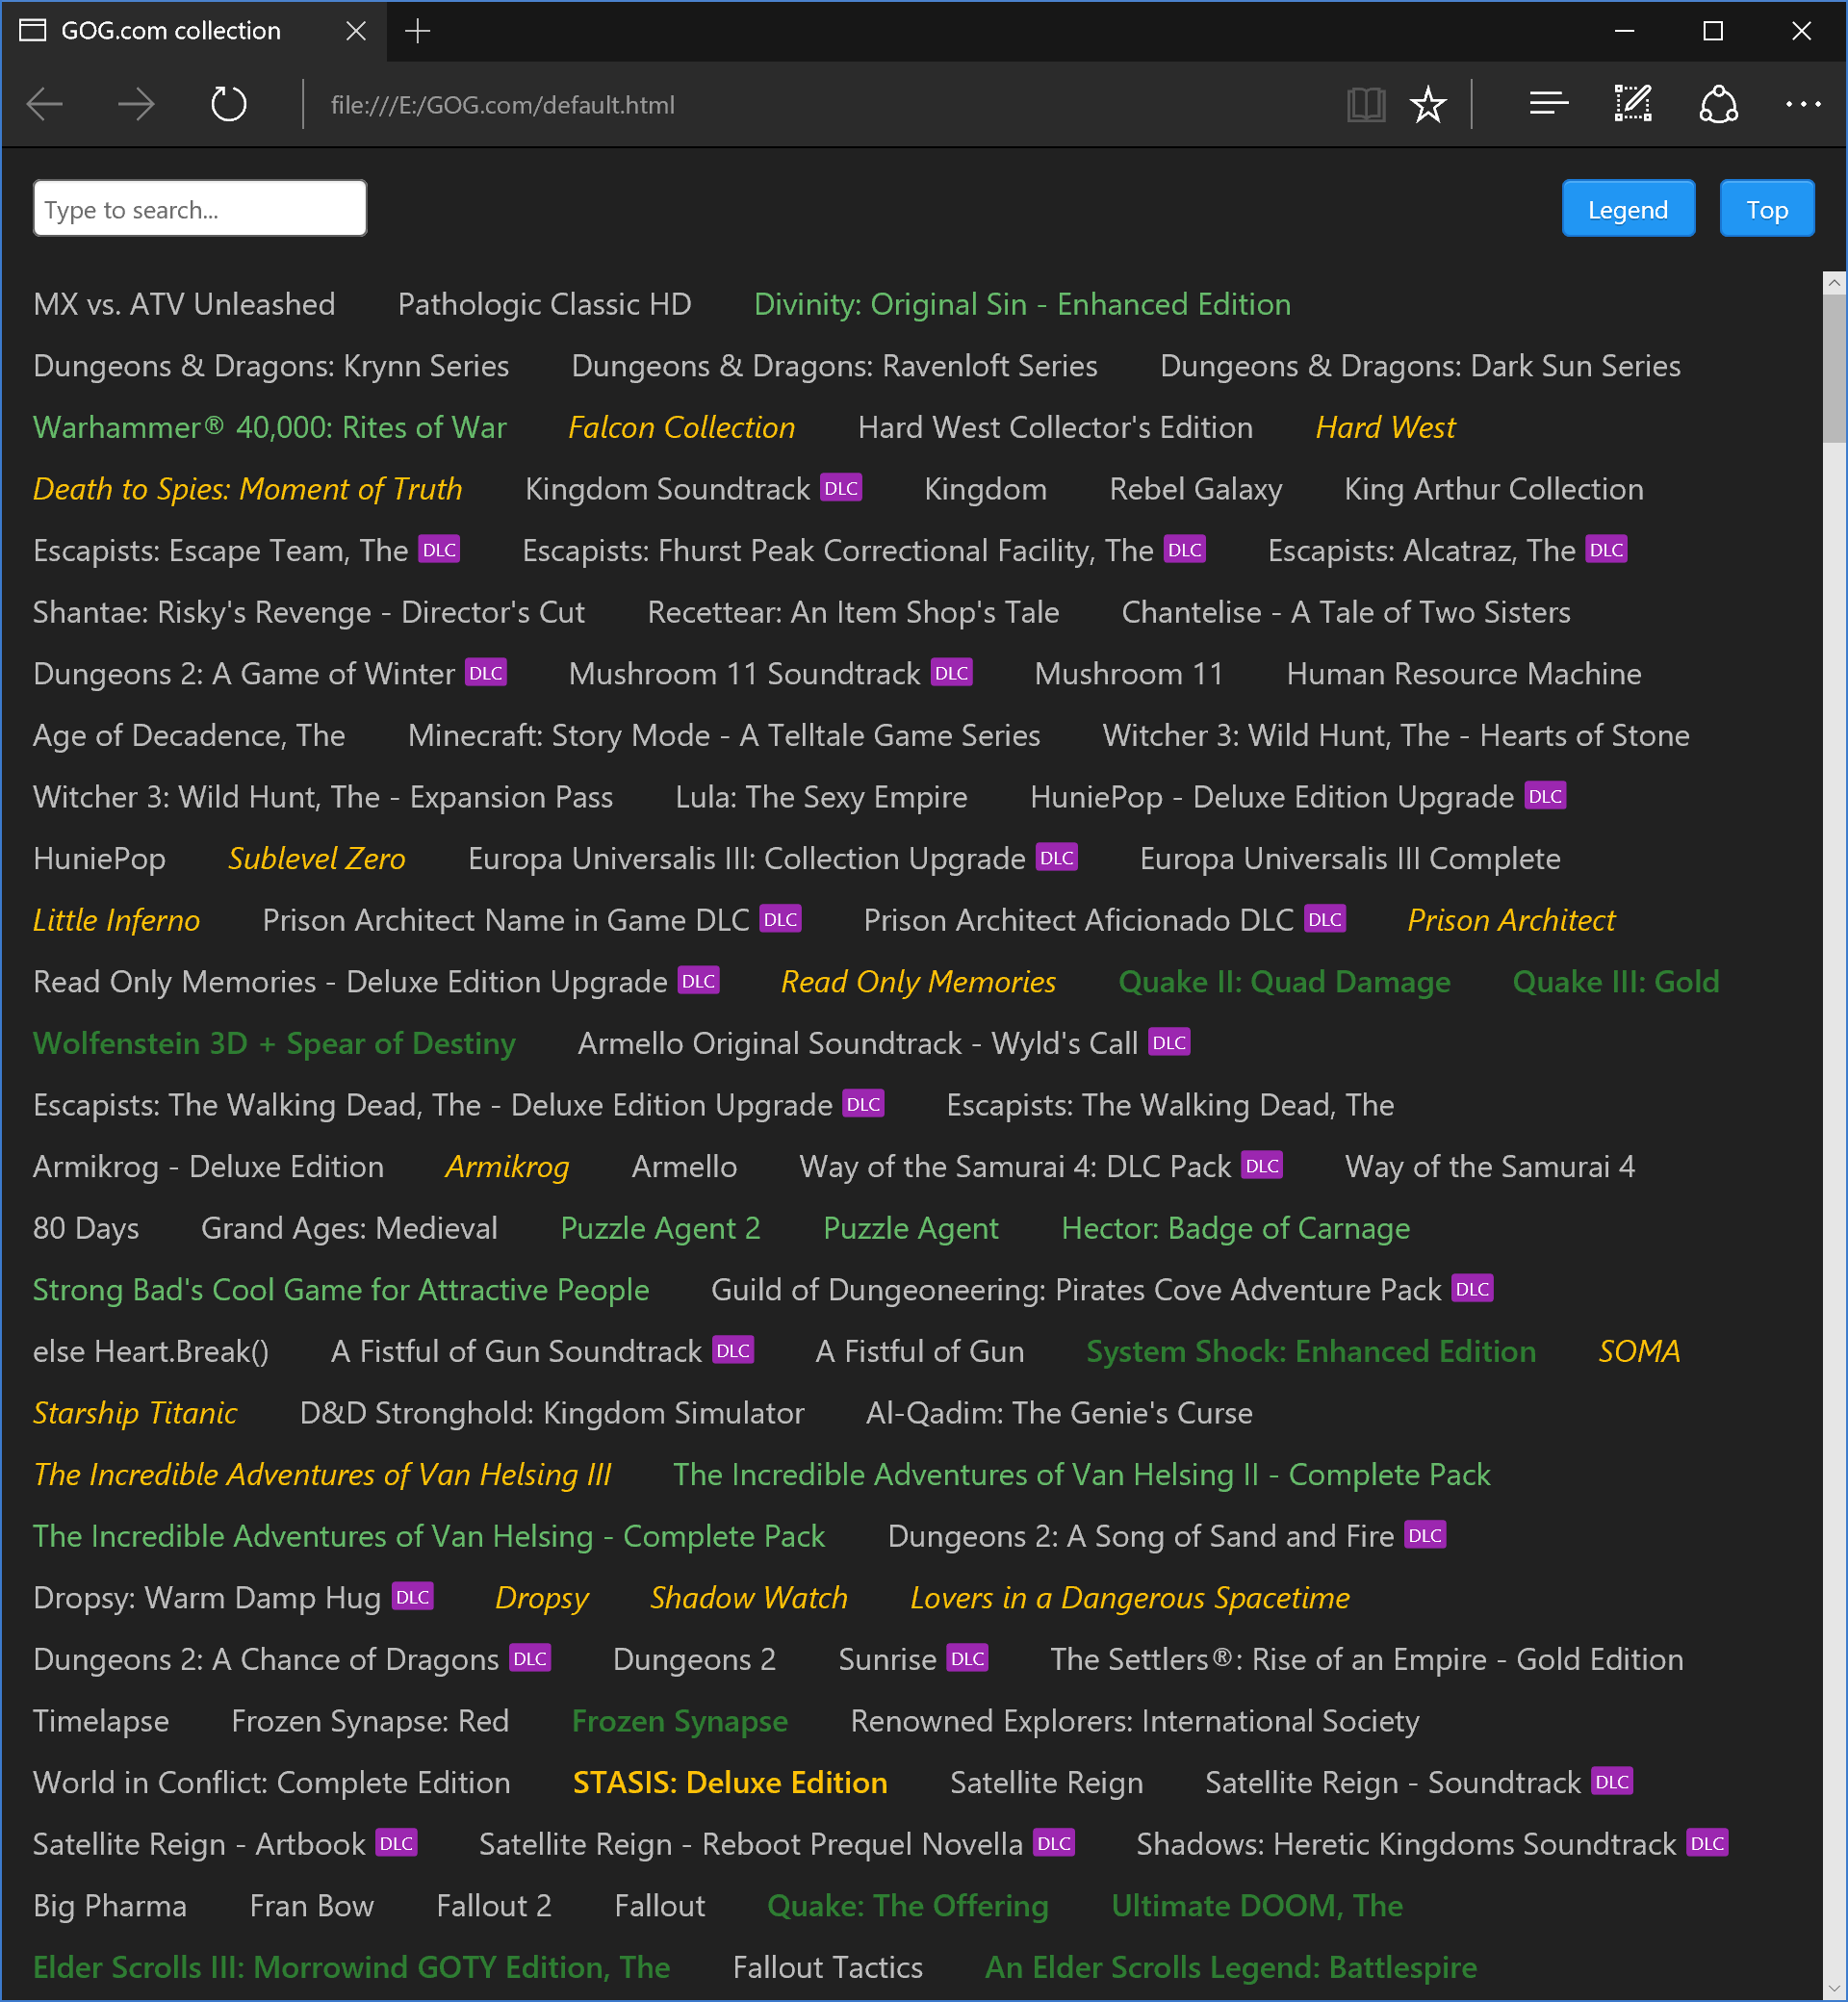 GOG.com collection
file:///E:/GOG.com/default.html
Type to search... Legend Top
MX vs. ATV Unleashed Pathologic Classic HD Divinity: Original Sin - Enhanced Edition
Dungeons & Dragons: Krynn Series Dungeons & Dragons: Ravenloft Series Dungeons & Dragons: Dark Sun Series
Warhammer® 40,000: Rites of War Falcon Collection Hard West Collector's Edition Hard West
Death to Spies: Moment of Truth Kingdom Soundtrack DLC Kingdom Rebel Galaxy King Arthur Collection
Escapists: Escape Team, The DLC Escapists: Fhurst Peak Correctional Facility, The DLC Escapists: Alcatraz, The DLC
Shantae: Risky's Revenge - Director's Cut Recettear: An Item Shop's Tale Chantelise - A Tale of Two Sisters
Dungeons 2: A Game of Winter DLC Mushroom 11 Soundtrack DLC Mushroom 11 Human Resource Machine
Age of Decadence, The Minecraft: Story Mode - A Telltale Game Series Witcher 3: Wild Hunt, The - Hearts of Stone
Witcher 3: Wild Hunt, The - Expansion Pass Lula: The Sexy Empire HuniePop - Deluxe Edition Upgrade DLC
HuniePop Sublevel Zero Europa Universalis III: Collection Upgrade DLC Europa Universalis III Complete
Little Inferno Prison Architect Name in Game DLC DLC Prison Architect Aficionado DLC DLC Prison Architect
Read Only Memories - Deluxe Edition Upgrade DLC Read Only Memories Quake II: Quad Damage Quake III: Gold
Wolfenstein 3D + Spear of Destiny Armello Original Soundtrack - Wyld's Call DLC
Escapists: The Walking Dead, The - Deluxe Edition Upgrade DLC Escapists: The Walking Dead, The
Armikrog - Deluxe Edition Armikrog Armello Way of the Samurai 4: DLC Pack DLC Way of the Samurai 4
80 Days Grand Ages: Medieval Puzzle Agent 2 Puzzle Agent Hector: Badge of Carnage
Strong Bad's Cool Game for Attractive People Guild of Dungeoneering: Pirates Cove Adventure Pack DLC
else Heart.Break() A Fistful of Gun Soundtrack DLC A Fistful of Gun System Shock: Enhanced Edition SOMA
Starship Titanic D&D Stronghold: Kingdom Simulator Al-Qadim: The Genie's Curse
The Incredible Adventures of Van Helsing III The Incredible Adventures of Van Helsing II - Complete Pack
The Incredible Adventures of Van Helsing - Complete Pack Dungeons 2: A Song of Sand and Fire DLC
Dropsy: Warm Damp Hug DLC Dropsy Shadow Watch Lovers in a Dangerous Spacetime
Dungeons 2: A Chance of Dragons DLC Dungeons 2 Sunrise DLC The Settlers®: Rise of an Empire - Gold Edition
Timelapse Frozen Synapse: Red Frozen Synapse Renowned Explorers: International Society
World in Conflict: Complete Edition STASIS: Deluxe Edition Satellite Reign Satellite Reign - Soundtrack DLC
Satellite Reign - Artbook DLC Satellite Reign - Reboot Prequel Novella DLC Shadows: Heretic Kingdoms Soundtrack DLC
Big Pharma Fran Bow Fallout 2 Fallout Quake: The Offering Ultimate DOOM, The
Elder Scrolls III: Morrowind GOTY Edition, The Fallout Tactics An Elder Scrolls Legend: Battlespire